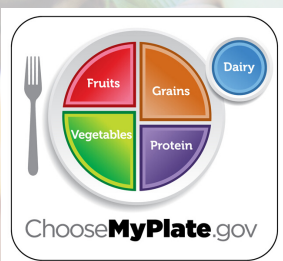 Dairy
Fruits
Grains
Vegetables
Protein
ChooseMyPlate.gov